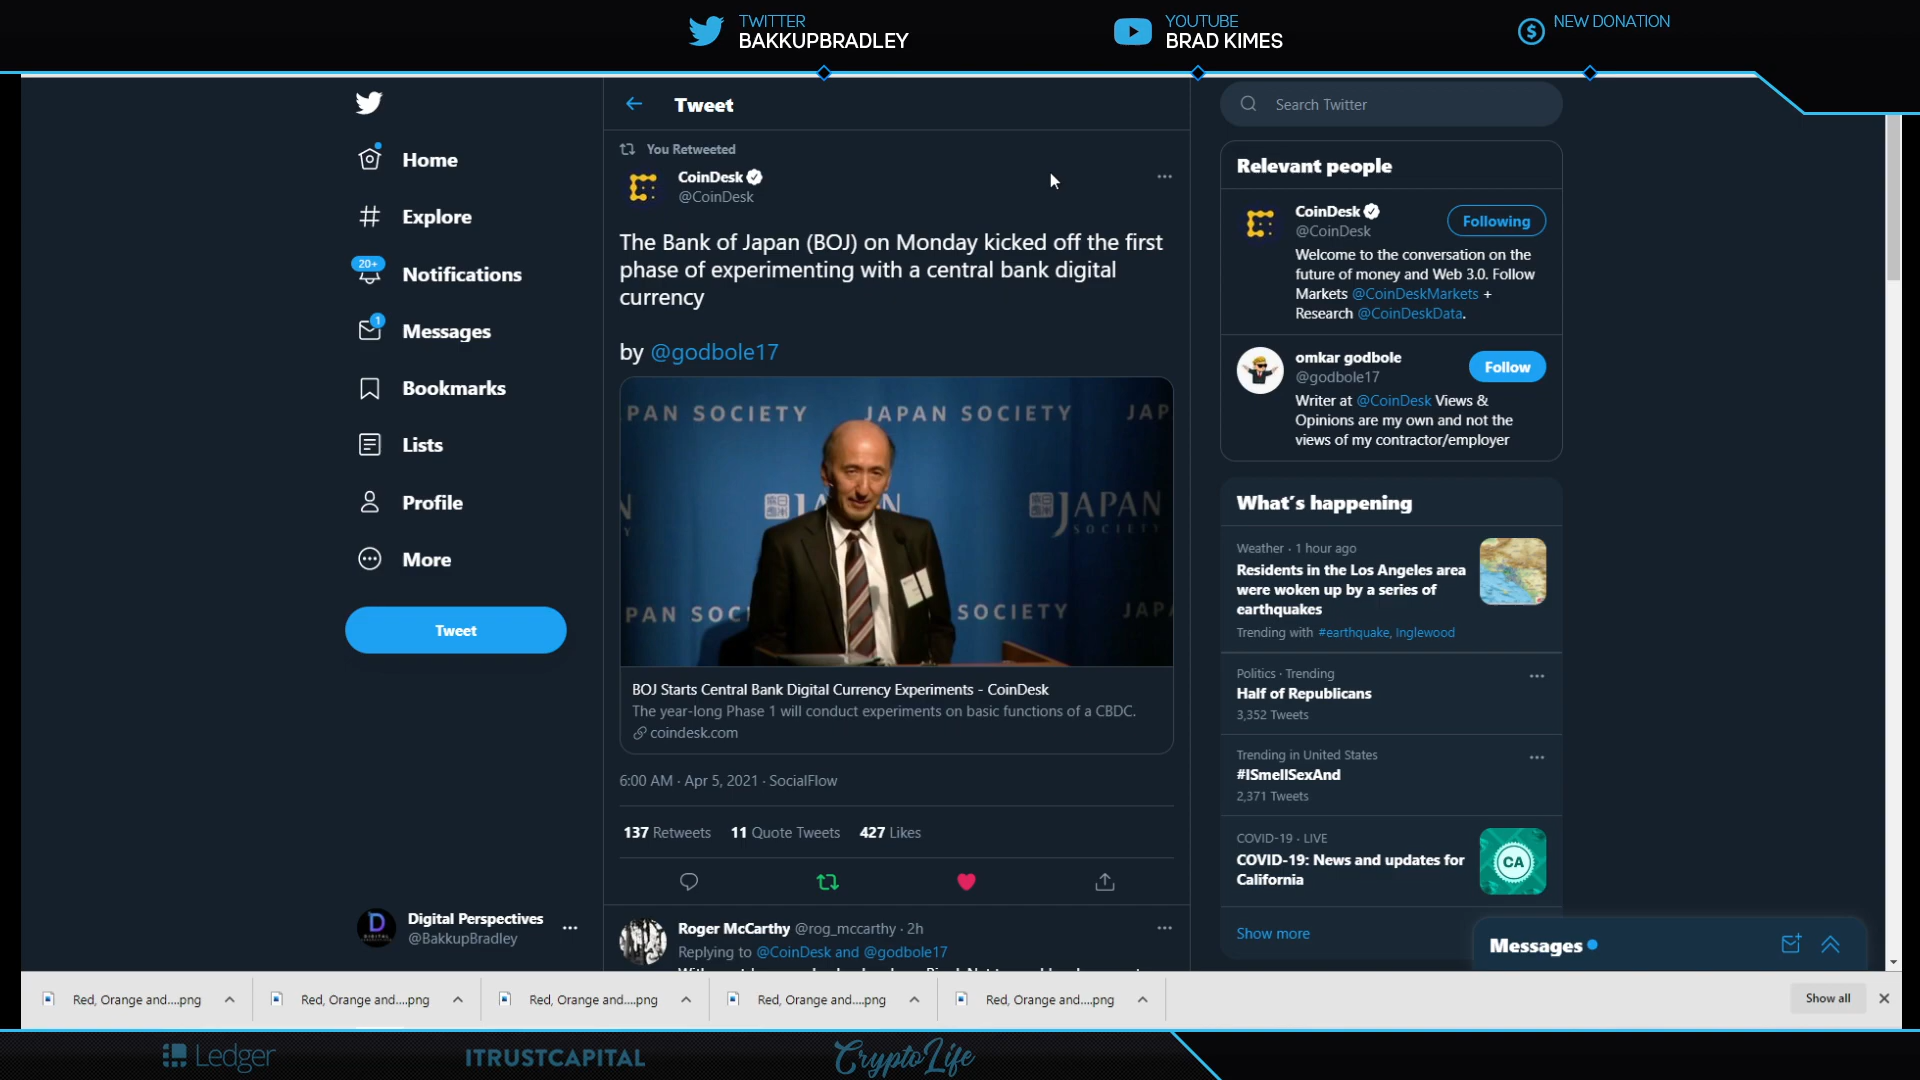 TWITTER
BAKKUPBRADLEY
YOUTUBE
BRAD KIMES
NEW DONATION
Home
Explore
20+
Notifications
1
Messages
Bookmarks
Lists
Profile
More
Tweet
Digital Perspectives
@BakkupBradley
Tweet
You Retweeted
CoinDesk
@CoinDesk
The Bank of Japan (BOJ) on Monday kicked off the first
phase of experimenting with a central bank digital
currency
by @godbole17
PAN SOCIETY JAPAN SOCIETY JAP
JAPAN
SOCIETY
PAN SOCI SOCIETY JAPA
BOJ Starts Central Bank Digital Currency Experiments - CoinDesk
The year-long Phase 1 will conduct experiments on basic functions of a CBDC.
coindesk.com
6:00 AM · Apr 5, 2021 · SocialFlow
137 Retweets 11 Quote Tweets 427 Likes
Roger McCarthy @rog_mccarthy · 2h
Replying to @CoinDesk and @godbole17
Search Twitter
Relevant people
CoinDesk
@CoinDesk
Following
Welcome to the conversation on the
future of money and Web 3.0. Follow
Markets @CoinDeskMarkets +
Research @CoinDeskData.
omkar godbole
@godbole17
Follow
Writer at @CoinDesk Views &
Opinions are my own and not the
views of my contractor/employer
What's happening
Weather · 1 hour ago
Residents in the Los Angeles area
were woken up by a series of
earthquakes
Trending with #earthquake, Inglewood
Politics · Trending
Half of Republicans
3,352 Tweets
Trending in United States
#ISmellSexAnd
2,371 Tweets
COVID-19 · LIVE
COVID-19: News and updates for
California
CA
Show more
Messages
Red, Orange and....png
Red, Orange and....png
Red, Orange and....png
Red, Orange and....png
Red, Orange and....png
Show all
Ledger
ITRUSTCAPITAL
CryptoLife